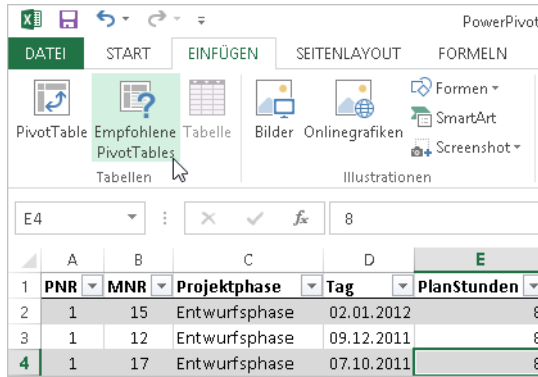 PowerPivot
DATEI START EINFÜGEN SEITENLAYOUT FORMELN
PivotTable Empfohlene PivotTables Tabelle Bilder Onlinegrafiken Formen
SmartArt
Screenshot
Tabellen Illustrationen
E4 fx 8
A B C D E
1 PNR MNR Projektphase Tag PlanStunden
2 1 15 Entwurfsphase 02.01.2012 8
3 1 12 Entwurfsphase 09.12.2011 8
4 1 17 Entwurfsphase 07.10.2011 8